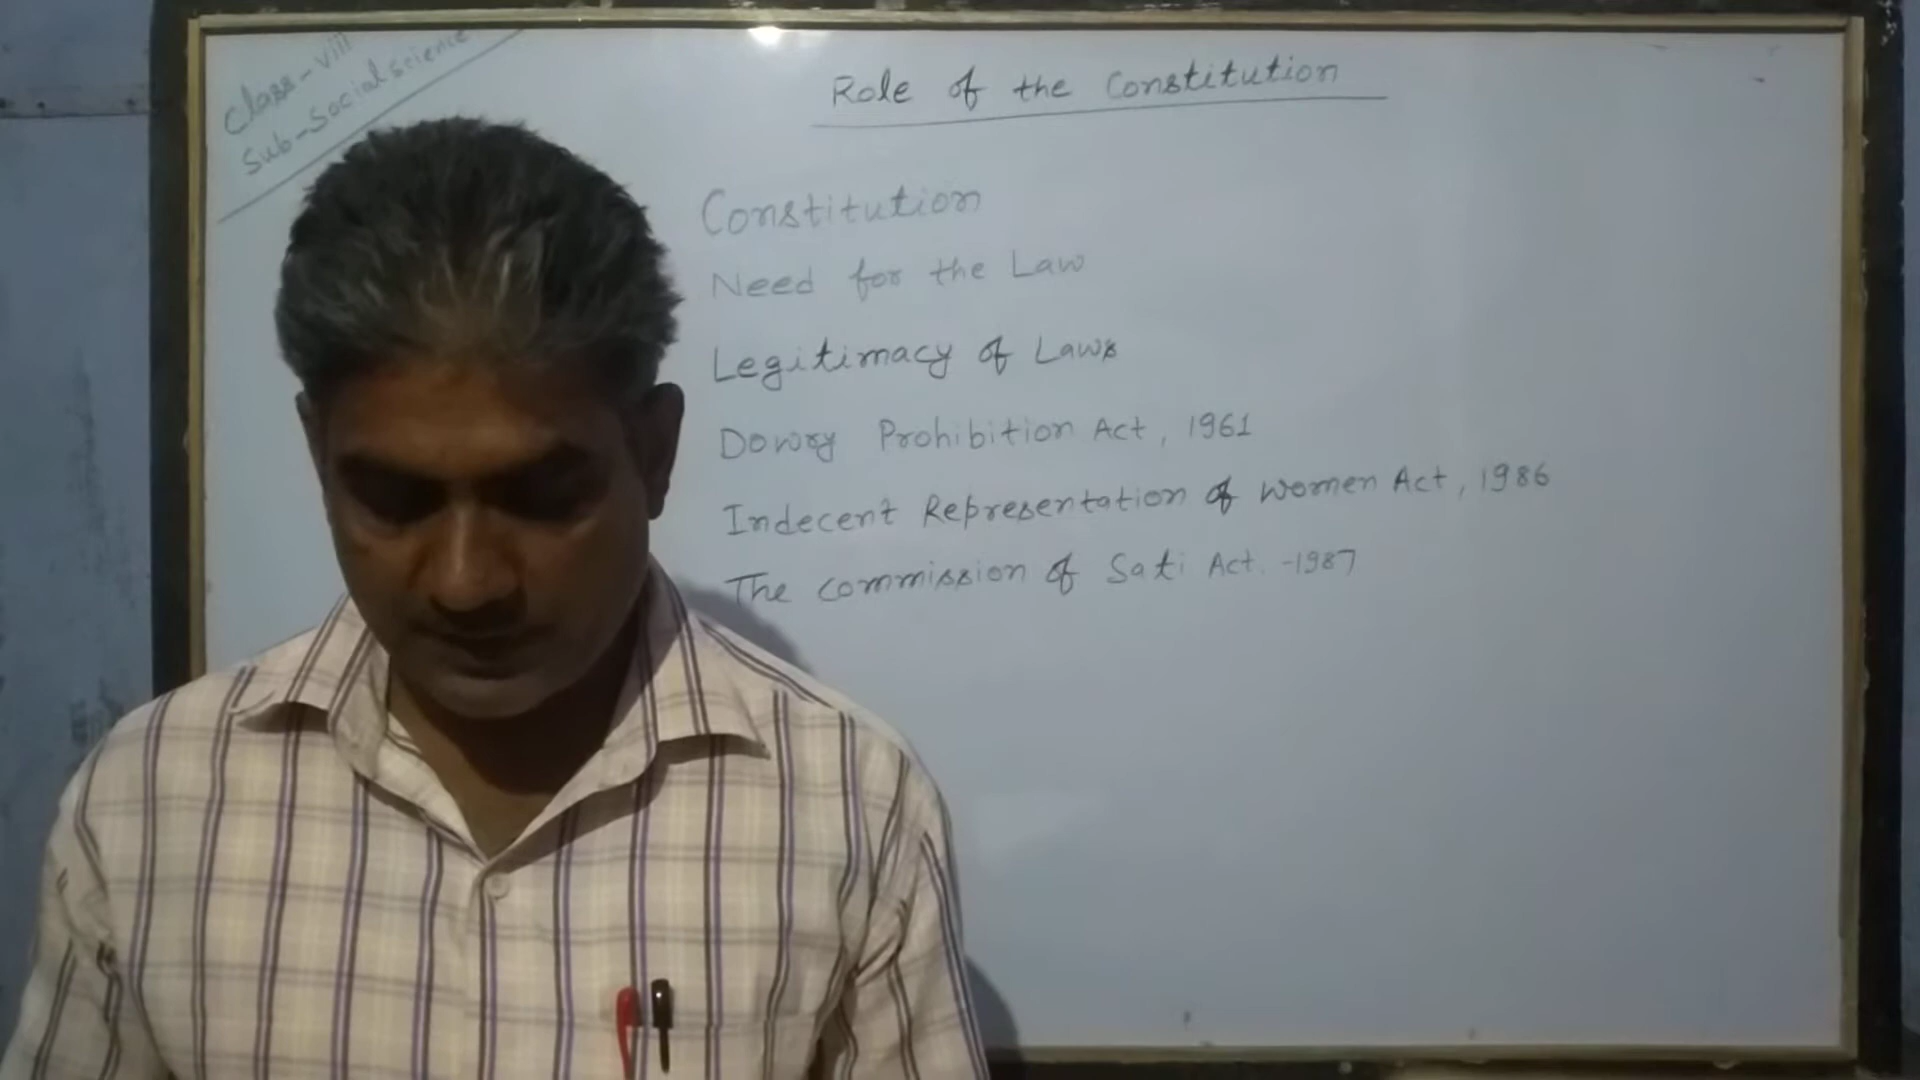 Class - VIII
Sub - Social science
Role of the Constitution
Constitution
Need for the Law
Legitimacy of Laws
Dowry Prohibition Act, 1961
Indecent Representation of Women Act, 1986
The commission of Sati Act. -1987